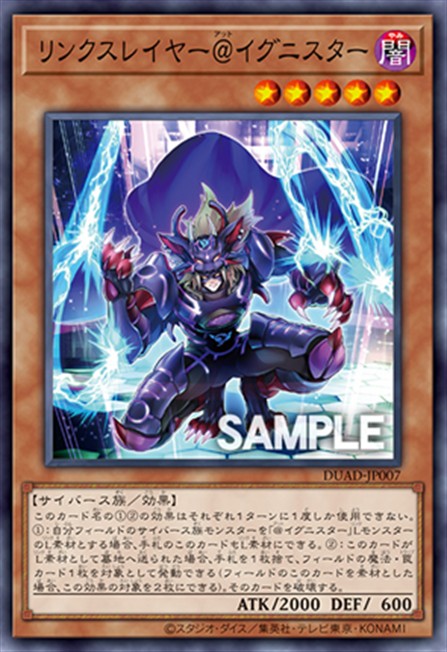 アット
リンクスレイヤー@イグニスター
やみ
闇
SAMPLE
DUAD-JP007
【サイバース族/効果】
このカード名の①②の効果はそれぞれ1ターンに1度しか使用できない。
①:自分フィールドのサイバース族モンスターを「@イグニスター」Lモンスター
のL素材とする場合、手札のこのカードもL素材にできる。②:このカードが
L素材として墓地へ送られた場合、手札を1枚捨て、フィールドの魔法・罠
カード1枚を対象として発動できる(フィールドのこのカードを素材とした
場合、この効果の対象を2枚にできる)。そのカードを破壊する。
ATK/2000 DEF/ 600
©スタジオ・ダイス/集英社・テレビ東京・KONAMI